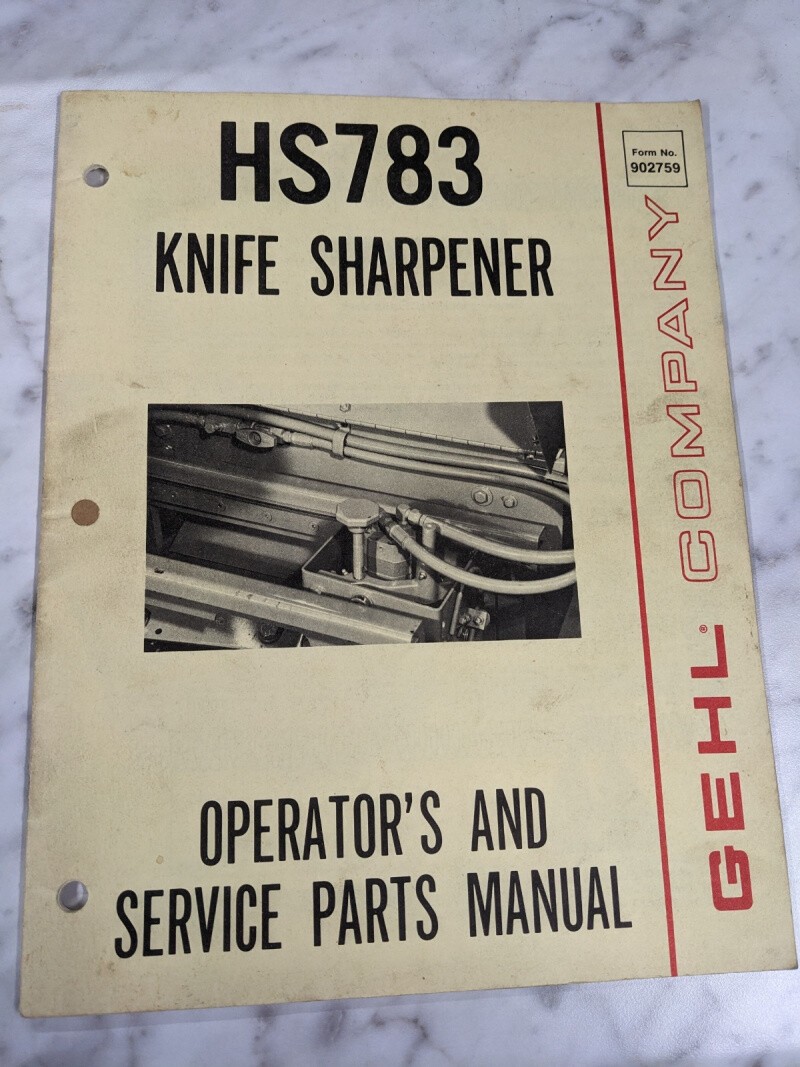 HS783
KNIFE SHARPENER
Form No.
902759
GEHL® COMPANY
OPERATOR'S AND
SERVICE PARTS MANUAL